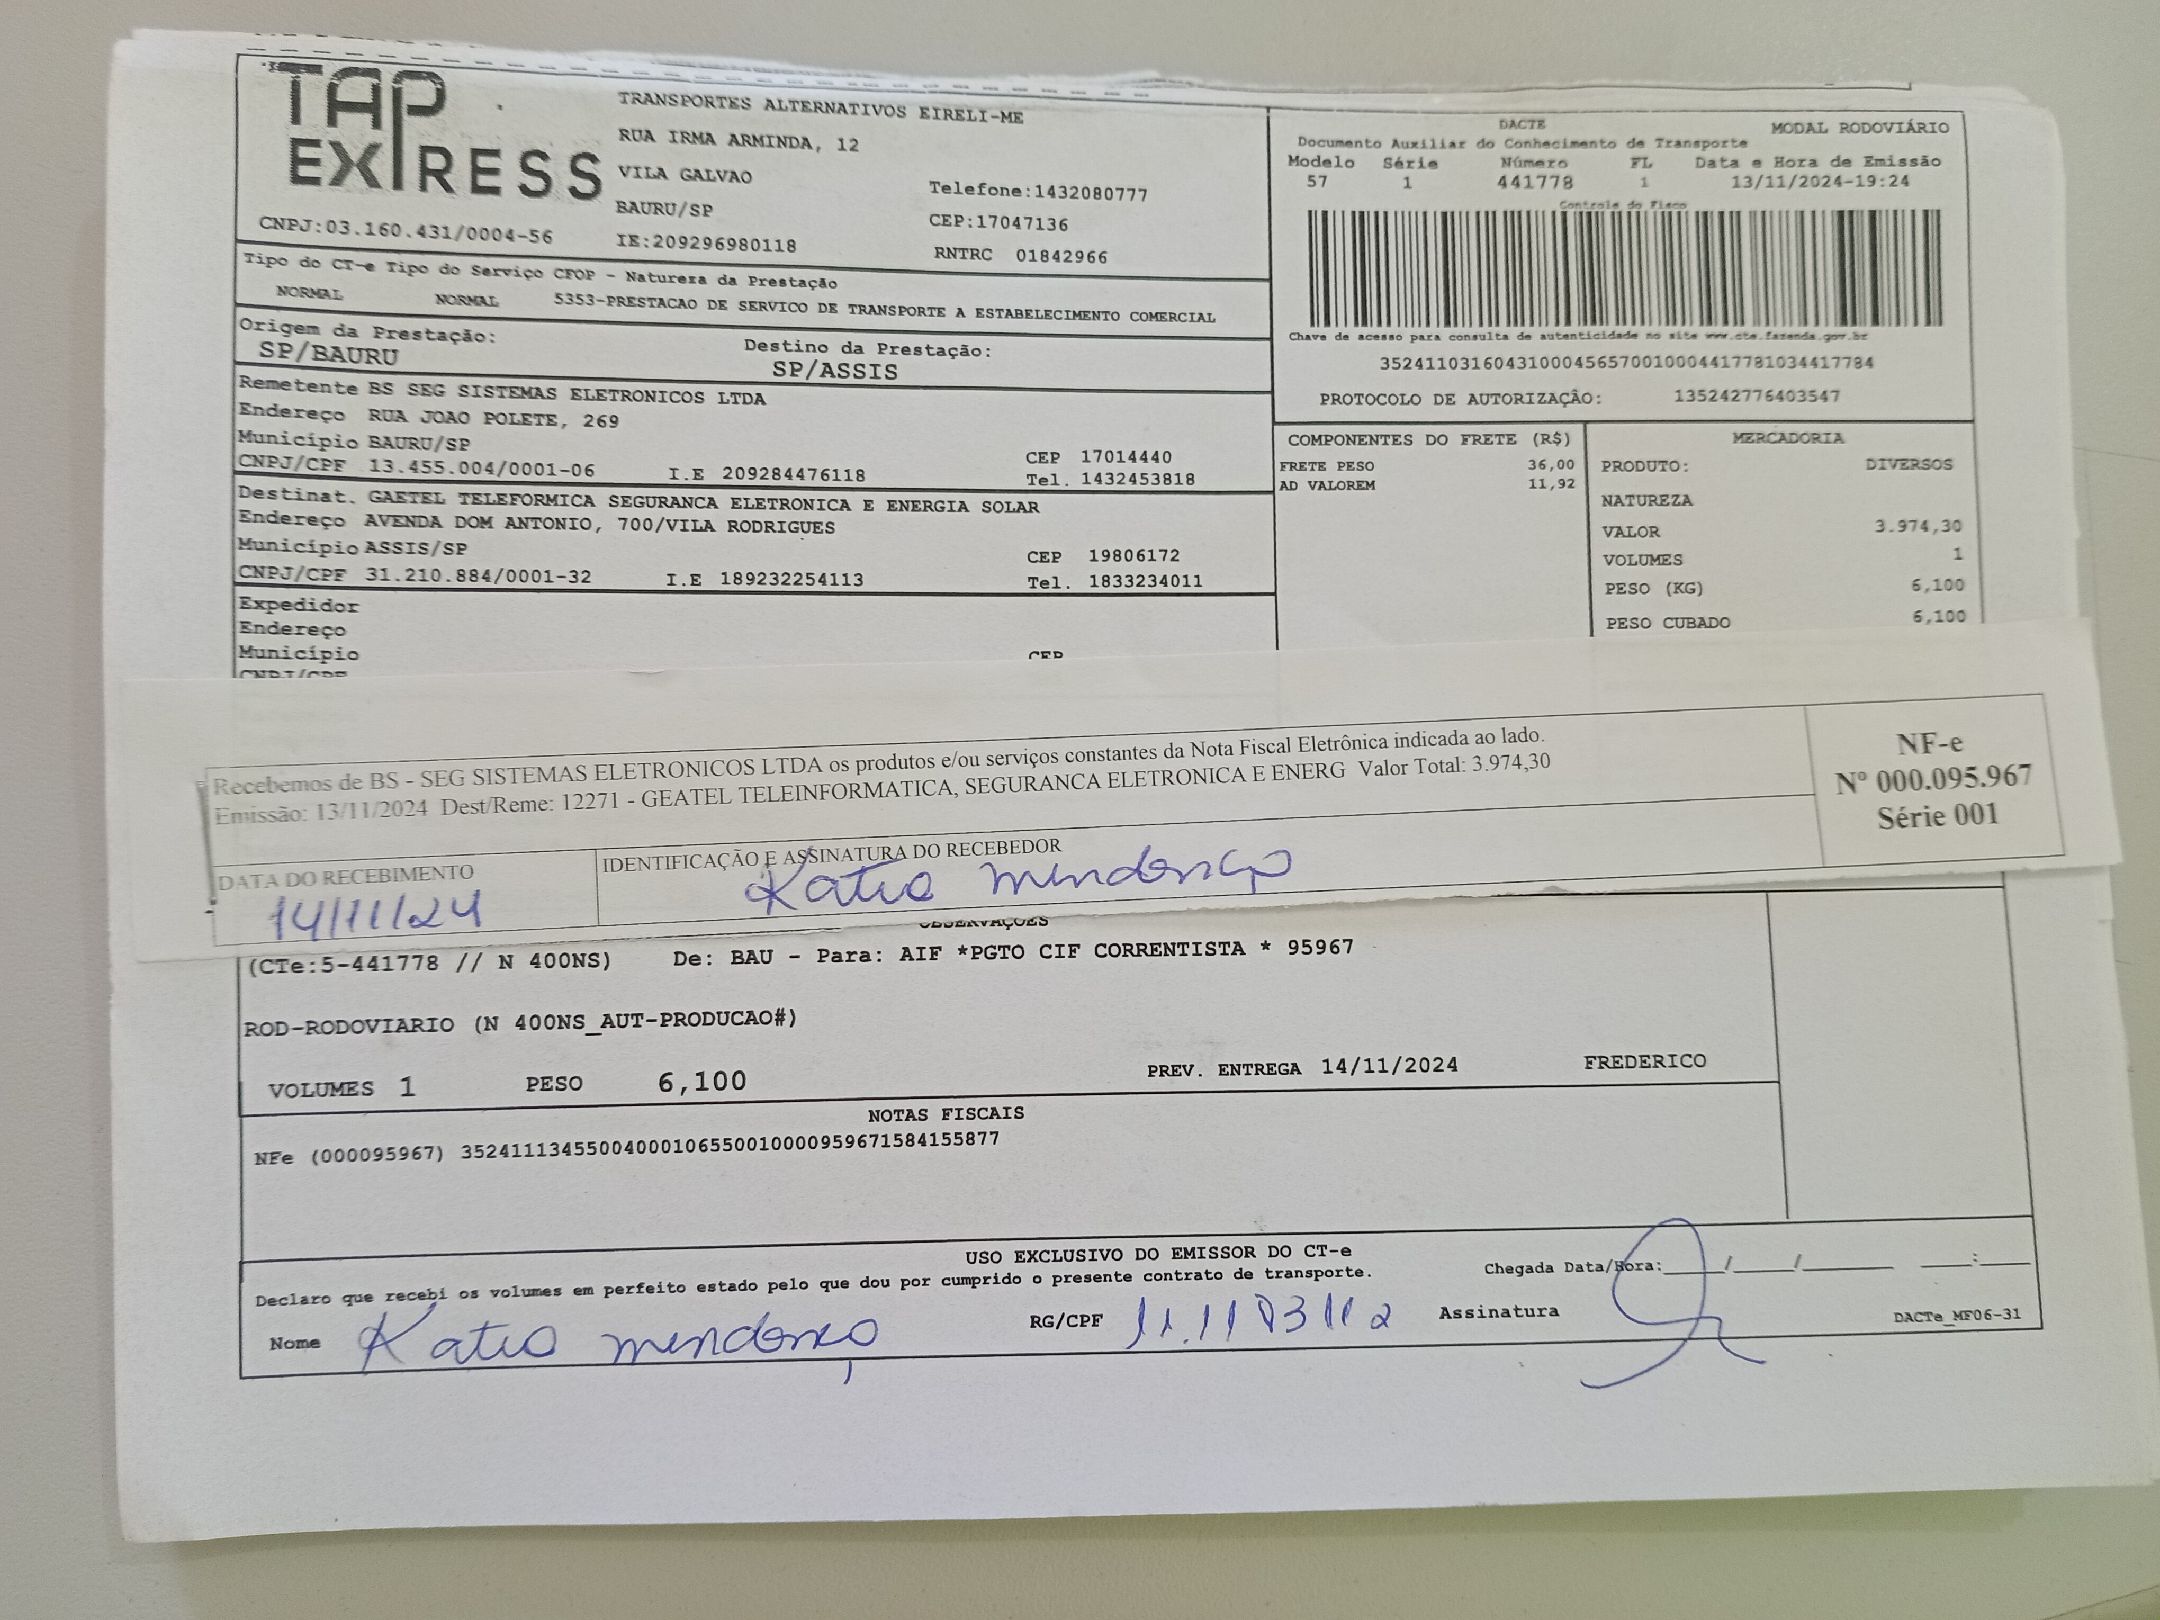 TAP
EXPRESS
CNPJ:03.160.431/0004-56
TRANSPORTES ALTERNATIVOS EIRELI-ME
RUA IRMA ARMINDA, 12
VILA GALVAO
BAURU/SP
IE:209296980118
Telefone:1432080777
CEP:17047136
RNTRC 01842966
DACTE
MODAL RODOVIÁRIO
Documento Auxiliar do Conhecimento de Transporte
Modelo Série Número FL Data e Hora de Emissão
57 1 441778 1 13/11/2024-19:24
Controle do Fisco
Chave de acesso para consulta de autenticidade no site www.cte.fazenda.gov.br
35241103160431000456570010004417781034417784
PROTOCOLO DE AUTORIZAÇÃO: 135242776403547
Tipo do CT-e Tipo do Serviço CFOP - Natureza da Prestação
NORMAL NORMAL 5353-PRESTACAO DE SERVICO DE TRANSPORTE A ESTABELECIMENTO COMERCIAL
Origem da Prestação: Destino da Prestação:
SP/BAURU SP/ASSIS
Remetente BS SEG SISTEMAS ELETRONICOS LTDA
Endereço RUA JOAO POLETE, 269
Município BAURU/SP CEP 17014440
CNPJ/CPF 13.455.004/0001-06 I.E 209284476118 Tel. 1432453818
Destinat. GAETEL TELEFORMICA SEGURANCA ELETRONICA E ENERGIA SOLAR
Endereço AVENDA DOM ANTONIO, 700/VILA RODRIGUES
Município ASSIS/SP CEP 19806172
CNPJ/CPF 31.210.884/0001-32 I.E 189232254113 Tel. 1833234011
Expedidor
Endereço
Município CEP
CNPJ/CPF
COMPONENTES DO FRETE (R$)
FRETE PESO 36,00
AD VALOREM 11,92
MERCADORIA
PRODUTO: DIVERSOS
NATUREZA
VALOR 3.974,30
VOLUMES 1
PESO (KG) 6,100
PESO CUBADO 6,100
Recebemos de BS - SEG SISTEMAS ELETRONICOS LTDA os produtos e/ou serviços constantes da Nota Fiscal Eletrônica indicada ao lado.
Emissão: 13/11/2024 Dest/Reme: 12271 - GEATEL TELEINFORMATICA, SEGURANCA ELETRONICA E ENERG Valor Total: 3.974,30
NF-e
Nº 000.095.967
Série 001
DATA DO RECEBIMENTO
14/11/24
IDENTIFICAÇÃO E ASSINATURA DO RECEBEDOR
Katia mendonça
OBSERVAÇÕES
(CTe:5-441778 // N 400NS) De: BAU - Para: AIF *PGTO CIF CORRENTISTA * 95967
ROD-RODOVIARIO (N 400NS_AUT-PRODUCAO#)
VOLUMES 1 PESO 6,100 PREV. ENTREGA 14/11/2024 FREDERICO
NOTAS FISCAIS
NFe (000095967) 35241113455004000106550010000959671584155877
USO EXCLUSIVO DO EMISSOR DO CT-e
Declaro que recebi os volumes em perfeito estado pelo que dou por cumprido o presente contrato de transporte.
Chegada Data/Hora:____/____/______ ____:____
Nome Katia mendonça RG/CPF Assinatura
DACTe_MF06-31